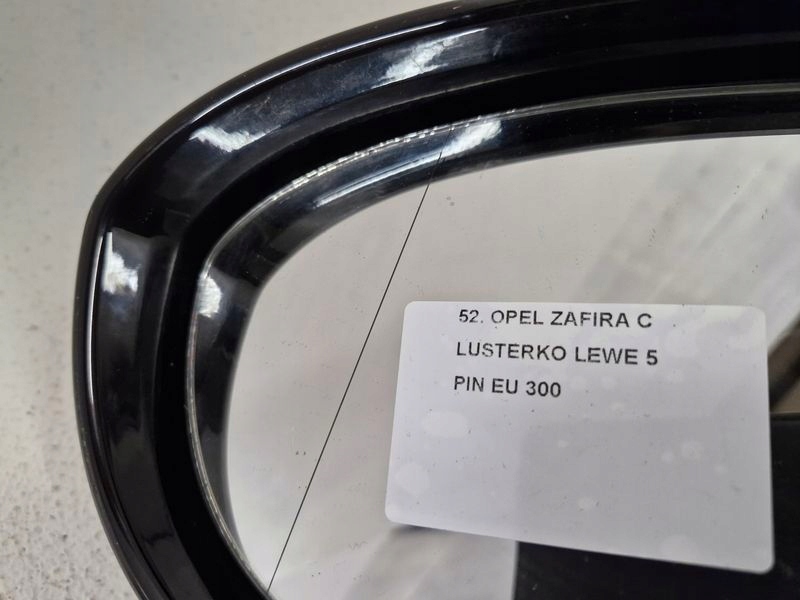 52. OPEL ZAFIRA C
LUSTERKO LEWE 5
PIN EU 300